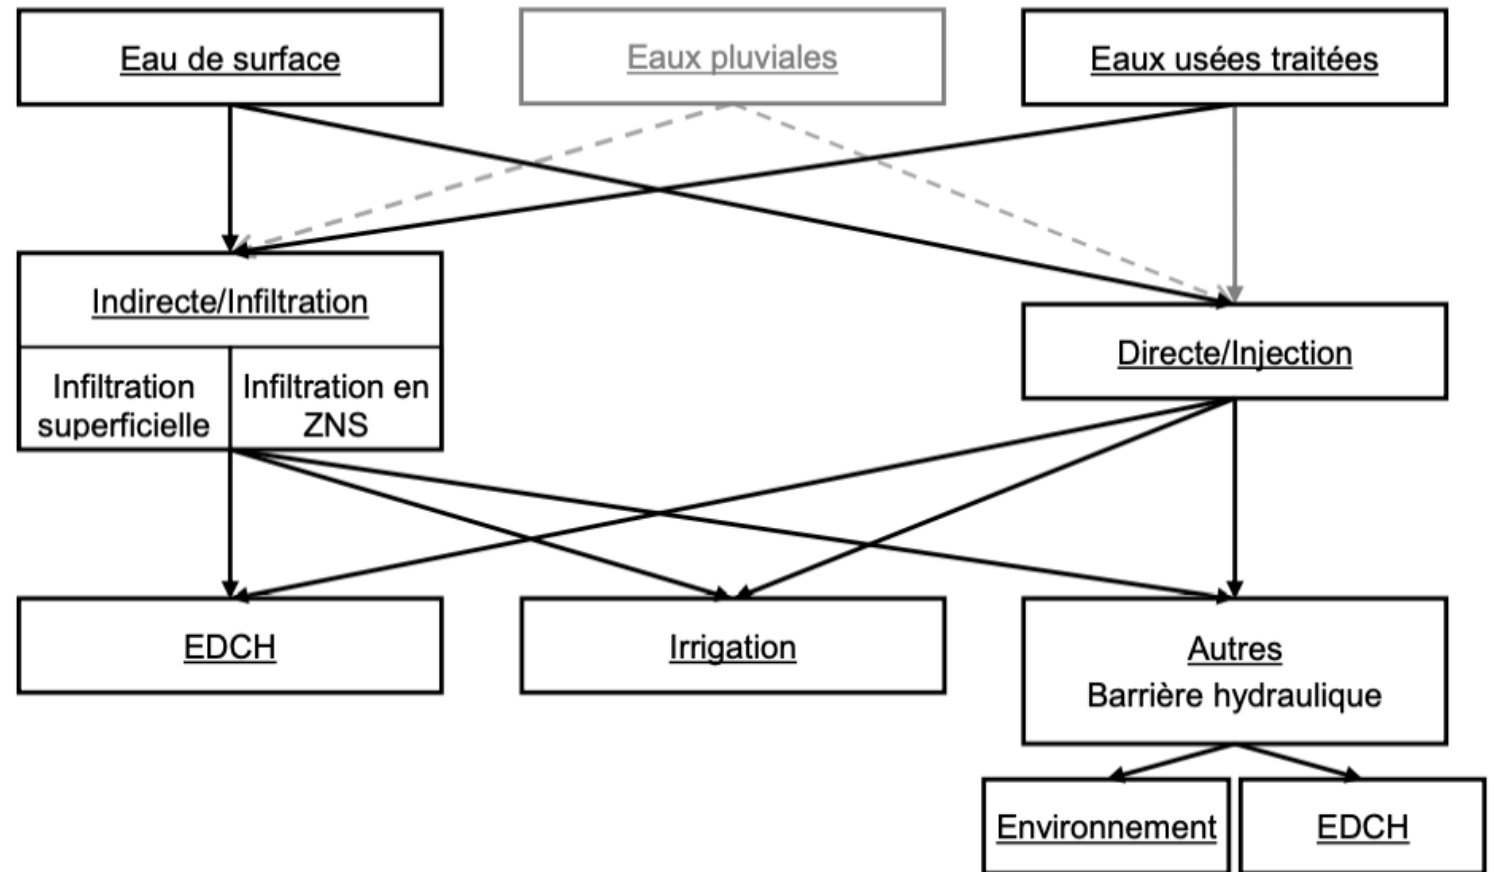 Eau de surface
Eaux pluviales
Eaux usées traitées
Indirecte/Infiltration
Infiltration
superficielle
Infiltration en
ZNS
Directe/Injection
EDCH
Irrigation
Autres
Barrière hydraulique
Environnement
EDCH